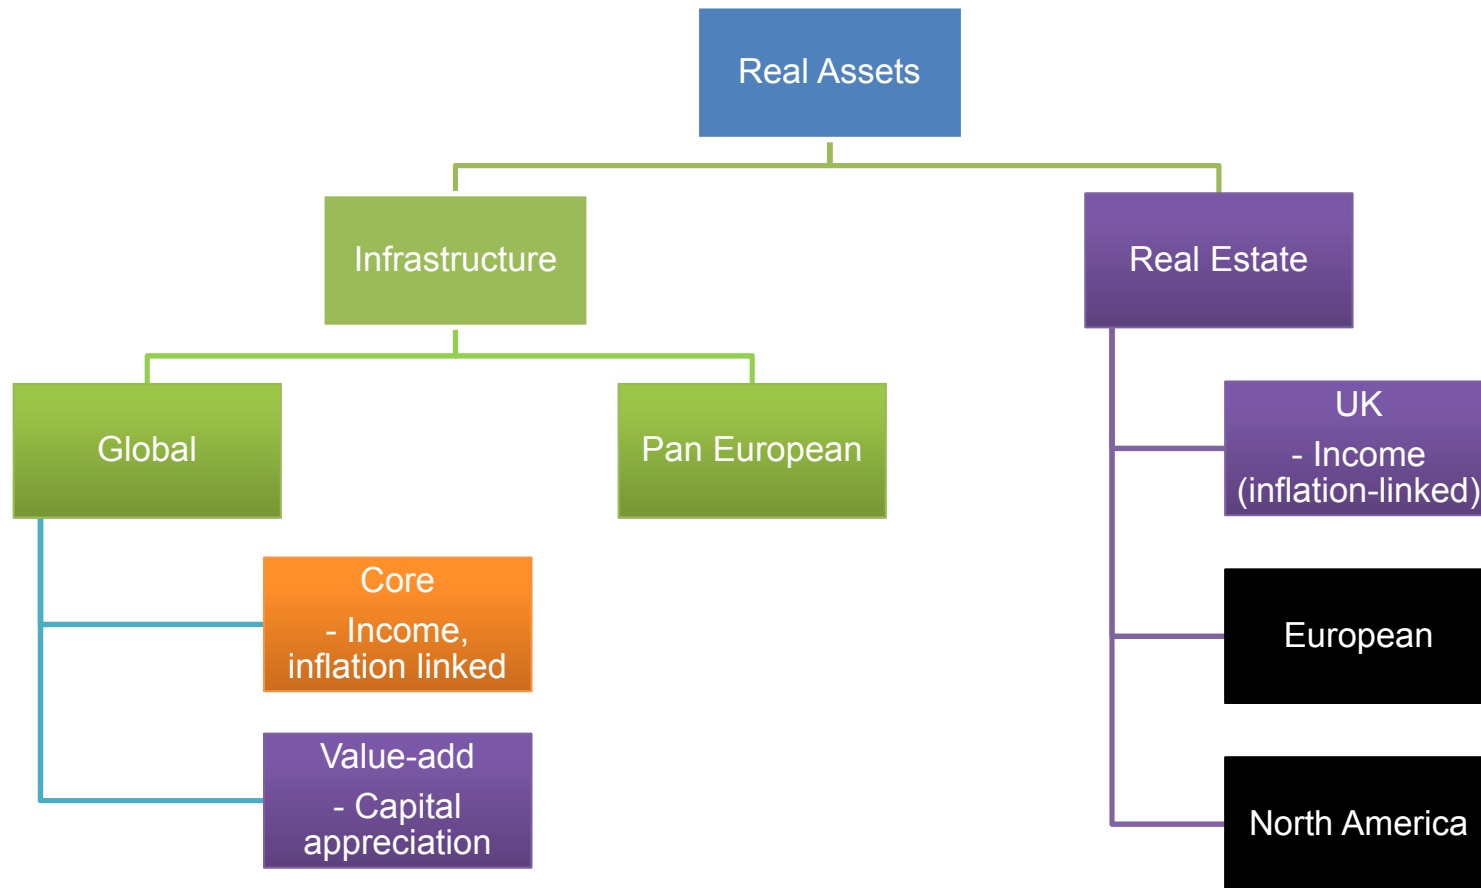 Real Assets
Infrastructure
Real Estate
Global
Pan European
UK
- Income
(inflation-linked)
Core
- Income,
inflation linked
European
Value-add
- Capital
appreciation
North America